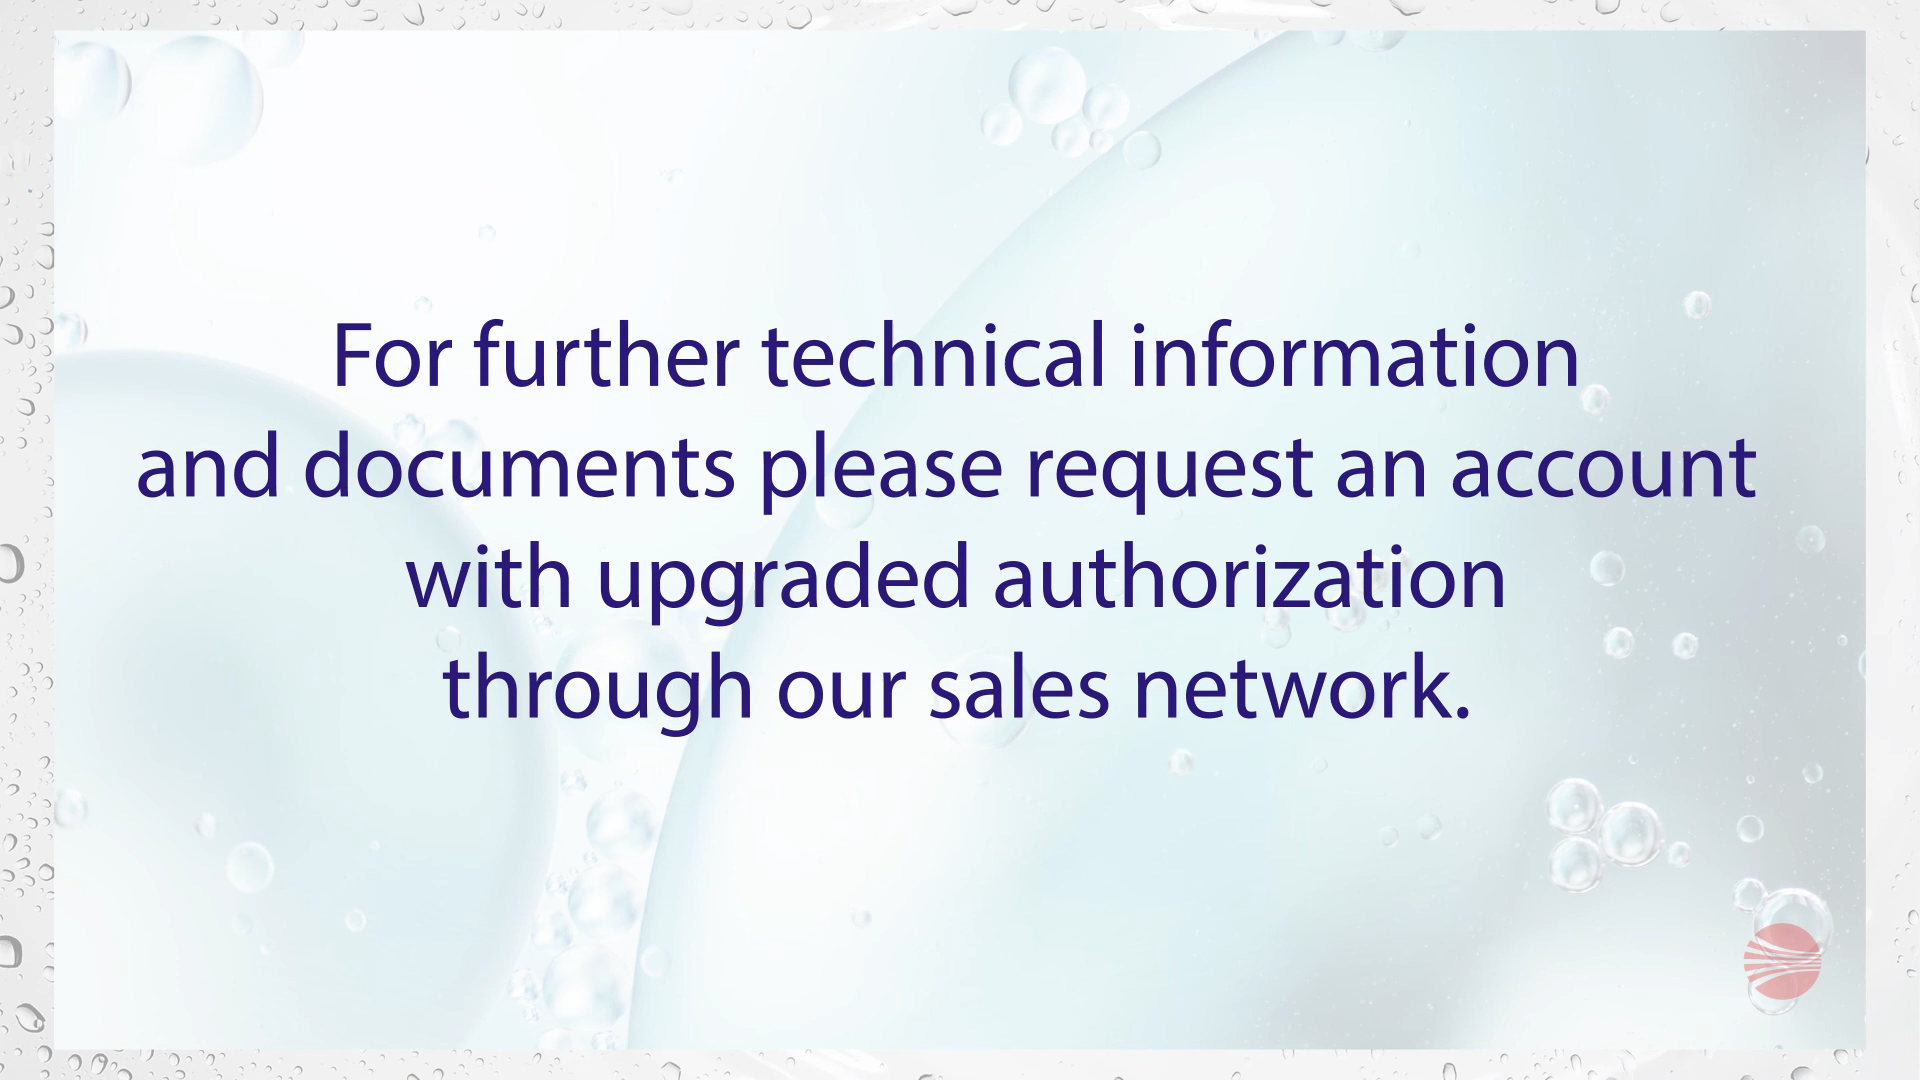 For further technical information
and documents please request an account
with upgraded authorization
through our sales network.